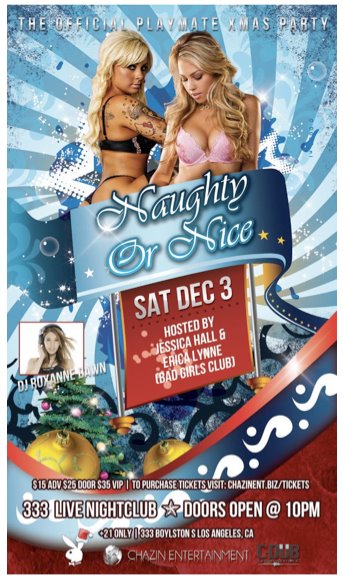 THE OFFICIAL PLAYMATE XMAS PARTY
Naughty
Or Nice
SAT DEC 3
HOSTED BY
JESSICA HALL &
ERICA LYNNE
(BAD GIRLS CLUB)
DJ ROXANNE DAWN
$15 ADV $25 DOOR $35 VIP | TO PURCHASE TICKETS VISIT: CHAZINENT.BIZ/TICKETS
333 LIVE NIGHTCLUB ★ DOORS OPEN @ 10PM
+21 ONLY | 333 BOYLSTON S LOS ANGELES, CA
CHAZIN ENTERTAINMENT